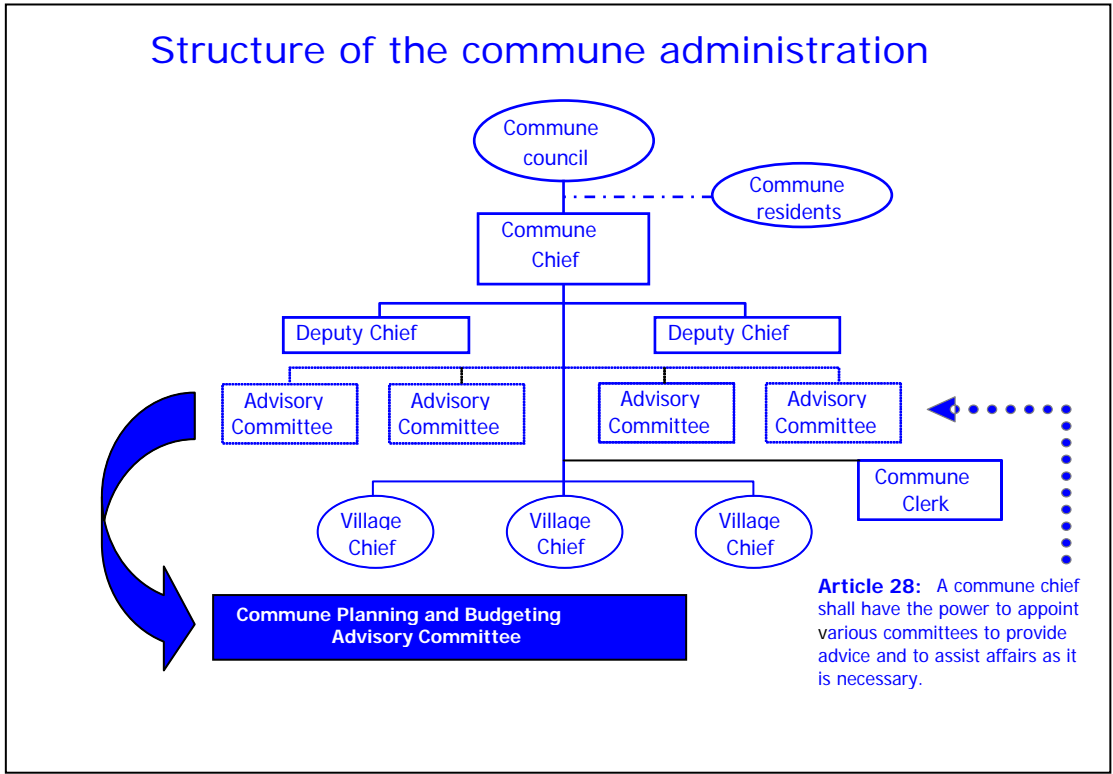 Structure of the commune administration
Commune
council
Commune
residents
Commune
Chief
Deputy Chief
Deputy Chief
Advisory
Committee
Advisory
Committee
Advisory
Committee
Advisory
Committee
Commune
Clerk
Village
Chief
Village
Chief
Village
Chief
Commune Planning and Budgeting
Advisory Committee
Article 28: A commune chief
shall have the power to appoint
various committees to provide
advice and to assist affairs as it
is necessary.